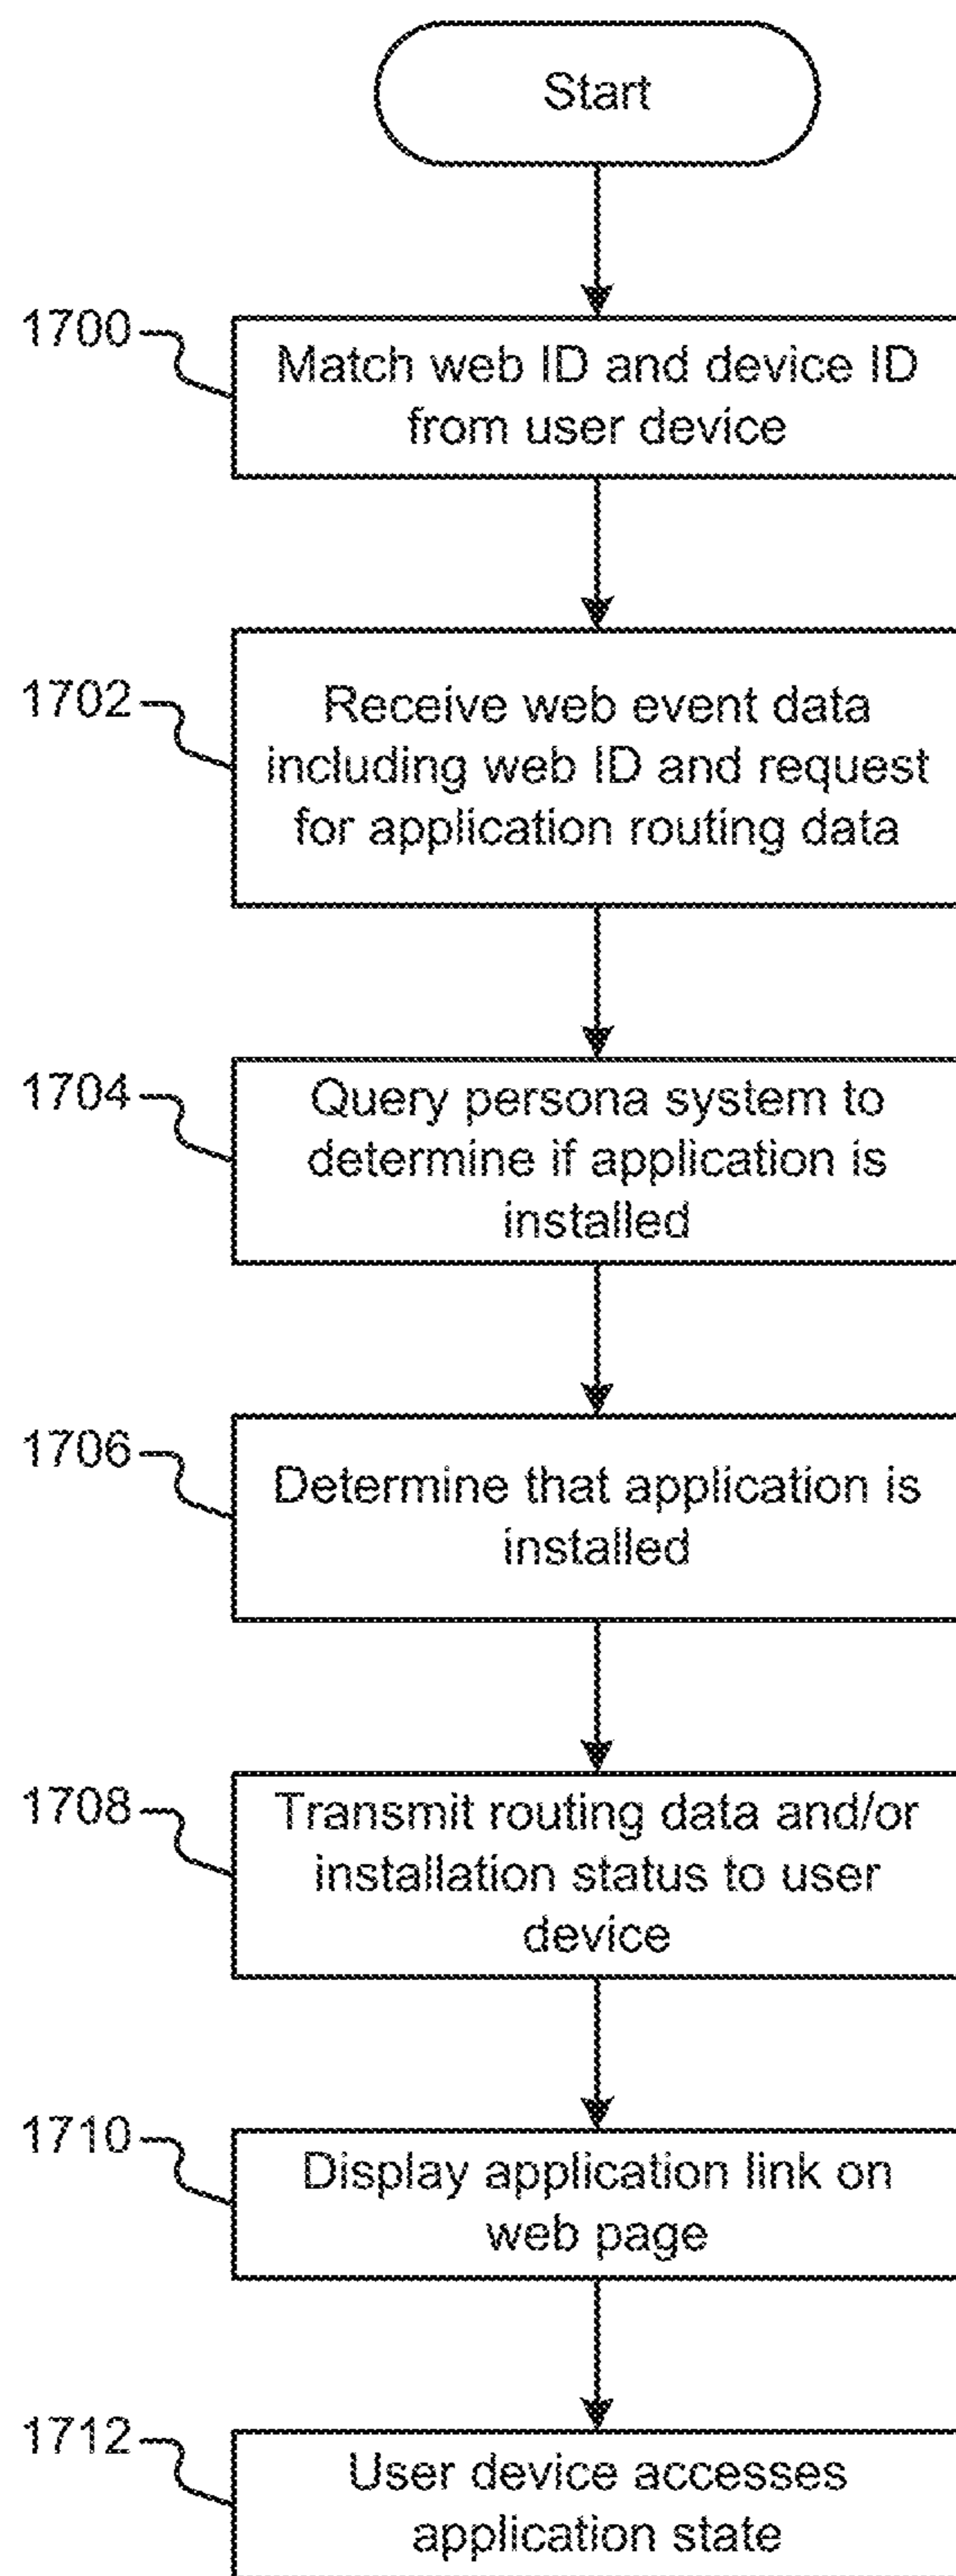 Start
1700
Match web ID and device ID
from user device
1702
Receive web event data
including web ID and request
for application routing data
1704
Query persona system to
determine if application is
installed
1706
Determine that application is
installed
1708
Transmit routing data and/or
installation status to user
device
1710
Display application link on
web page
1712
User device accesses
application state